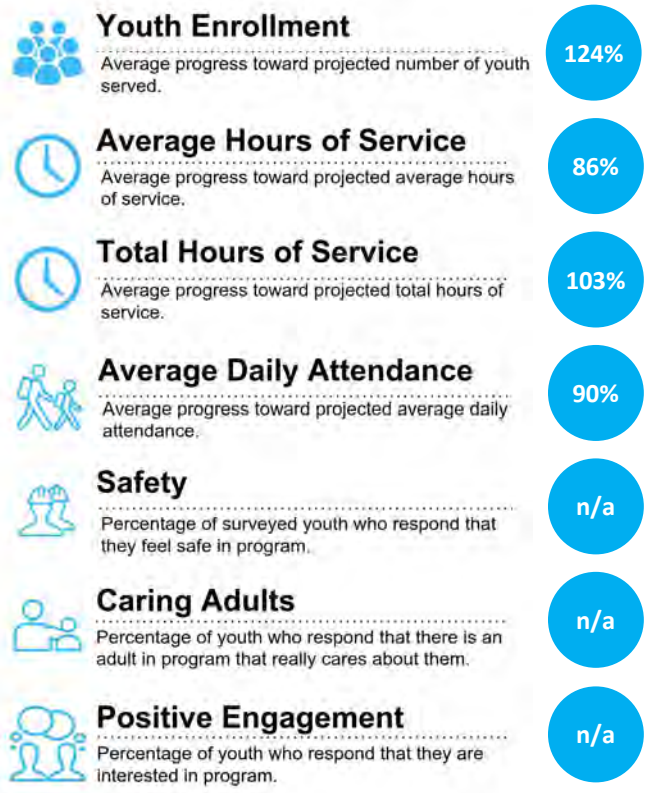 Youth Enrollment
Average progress toward projected number of youth
served.
124%
Average Hours of Service
Average progress toward projected average hours
of service.
86%
Total Hours of Service
Average progress toward projected total hours of
service.
103%
Average Daily Attendance
Average progress toward projected average daily
attendance.
90%
Safety
Percentage of surveyed youth who respond that
they feel safe in program.
n/a
Caring Adults
Percentage of youth who respond that there is an
adult in program that really cares about them.
n/a
Positive Engagement
Percentage of youth who respond that they are
interested in program.
n/a